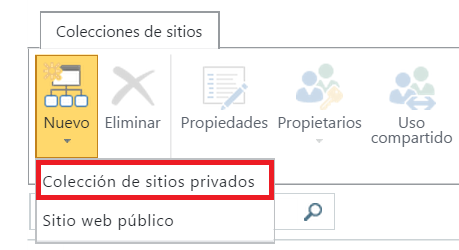 Colecciones de sitios
Nuevo
Eliminar
Propiedades
Propietarios
Uso
compartido
Colección de sitios privados
Sitio web público